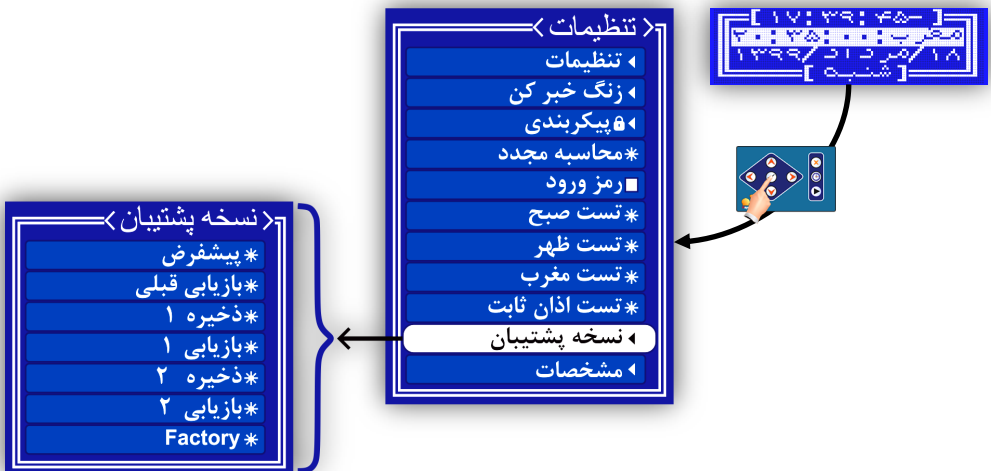 [ ۱۷:۳۹:۴۵- ]
مغرب:۲۰:۳۵:۰۰
۱۸/مرداد/۱۳۹۹
[شنبه]
تنظیمات
تنظیمات
زنگ خبر کن
پیکربندی
محاسبه مجدد
رمز ورود
تست صبح
تست ظهر
تست مغرب
تست اذان ثابت
نسخه پشتیبان
مشخصات
نسخه پشتیبان
پیشفرض
بازیابی قبلی
ذخیره ۱
بازیابی ۱
ذخیره ۲
بازیابی ۲
Factory